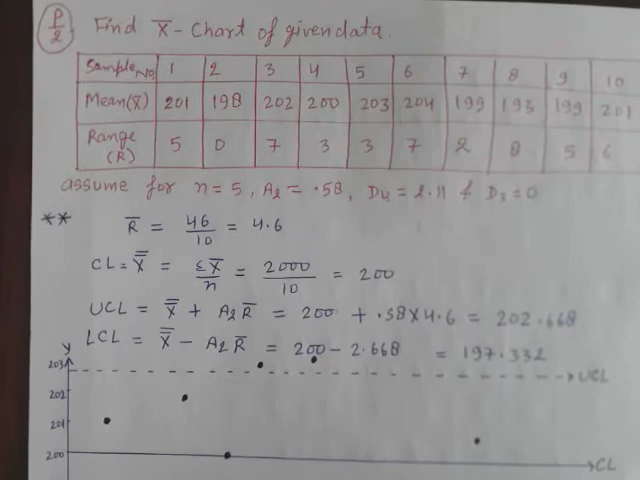 P/2 Find X̅ - Chart of given data.
Sample No 1 2 3 4 5 6 7 8 9 10
Mean(X̅) 201 198 202 200 203 204 199 193 199 201
Range (R) 5 0 7 3 3 7 2 8 5 6
assume for n = 5, A2 = .58, D4 = 2.11 & D3 = 0
** R̅ = 46/10 = 4.6
CL = X̿ = ΣX̅/n = 2000/10 = 200
UCL = X̿ + A2 R̅ = 200 + .58 X 4.6 = 202.668
LCL = X̿ - A2 R̅ = 200 - 2.668 = 197.332
y
203 UCL
202
201
200 CL